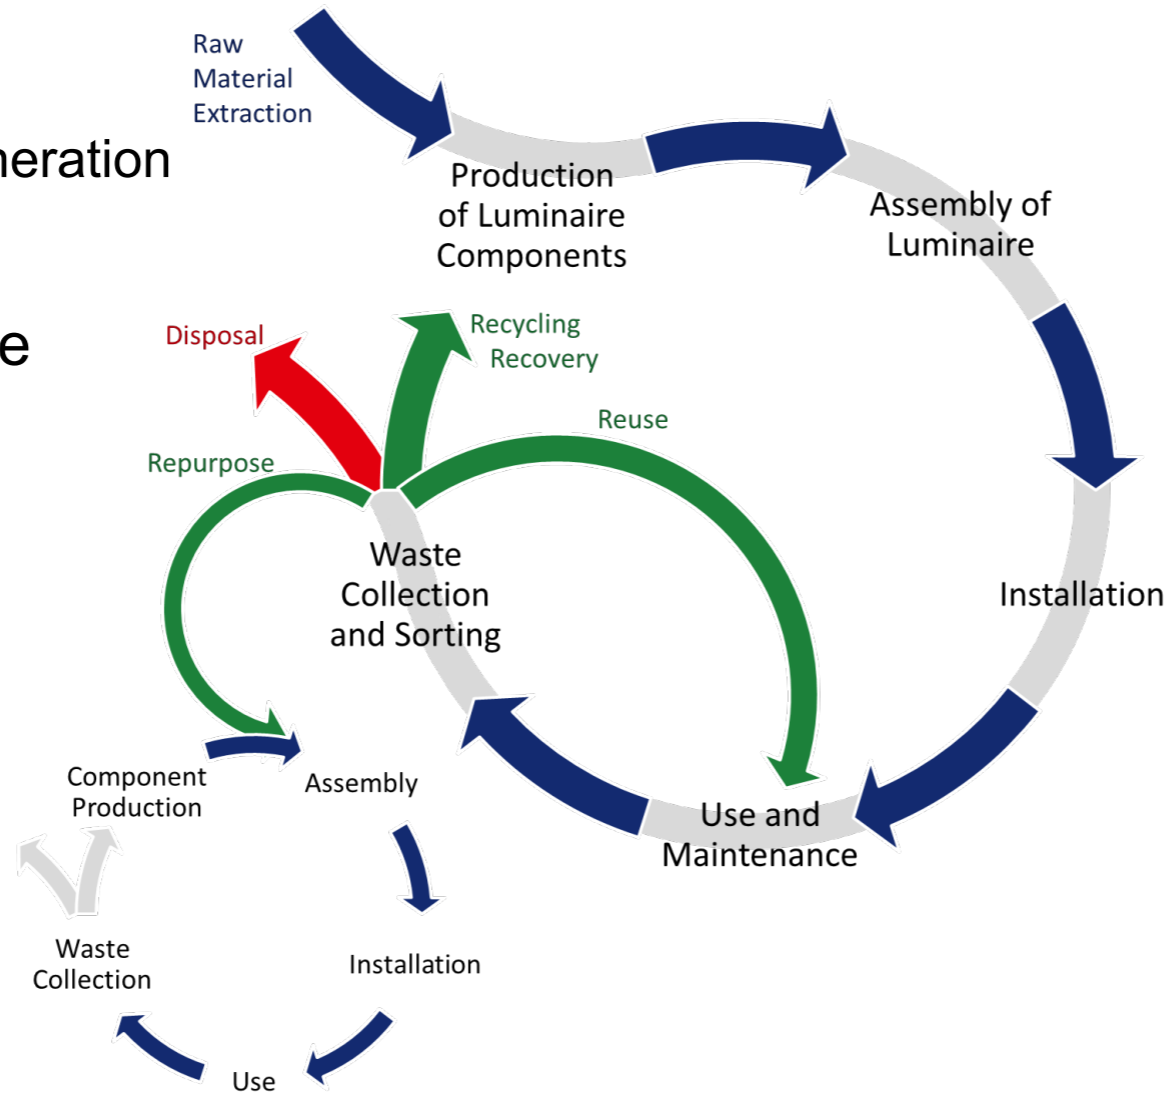 Raw
Material
Extraction
neration
Production
of Luminaire
Components
Assembly of
Luminaire
e
Disposal
Recycling
Recovery
Reuse
Repurpose
Waste
Collection
and Sorting
Installation
Use and
Maintenance
Component
Production
Assembly
Waste
Collection
Installation
Use